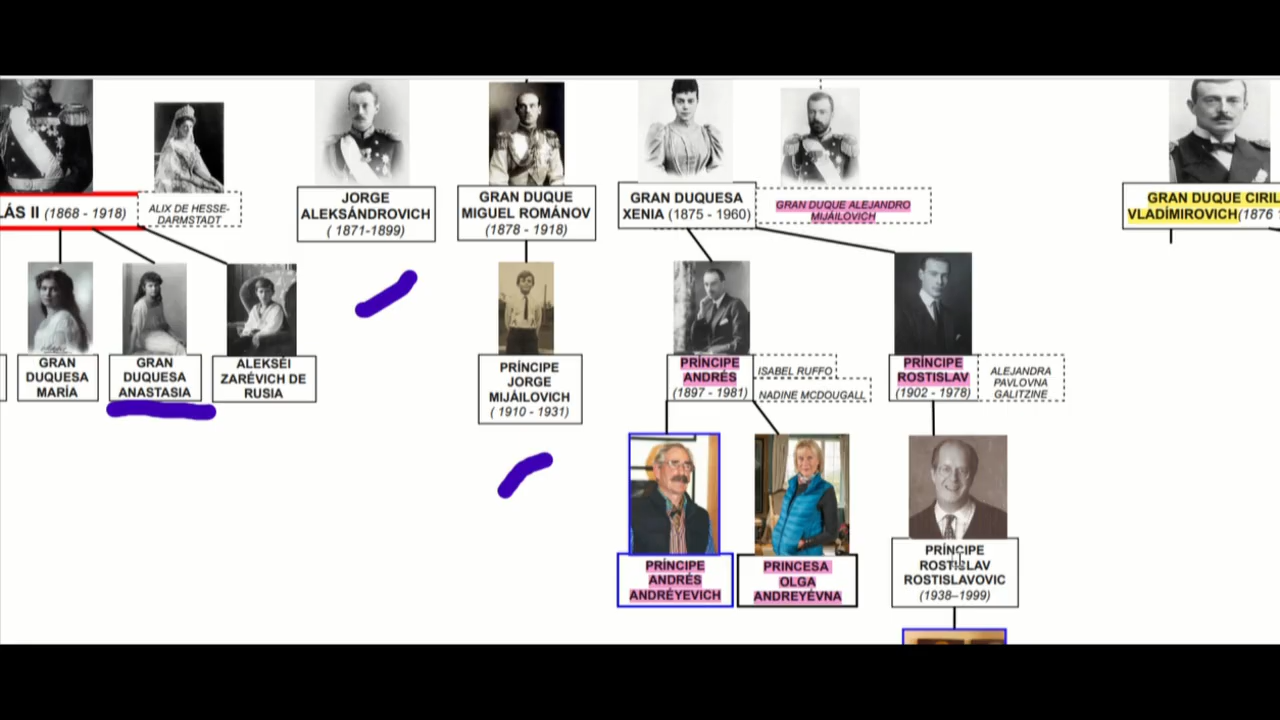 LÁS II (1868 - 1918)
ALIX DE HESSE-
DARMSTADT
JORGE
ALEKSÁNDROVICH
( 1871-1899)
GRAN DUQUE
MIGUEL ROMÁNOV
(1878 - 1918)
GRAN DUQUESA
XENIA (1875 - 1960)
GRAN DUQUE ALEJANDRO
MIJÁILOVICH
GRAN DUQUE CIRIL
VLADÍMIROVICH (1876
GRAN
DUQUESA
MARÍA
GRAN
DUQUESA
ANASTASIA
ALEKSÉI
ZARÉVICH DE
RUSIA
PRÍNCIPE
JORGE
MIJÁILOVICH
( 1910 - 1931)
PRÍNCIPE
ANDRÉS
(1897 - 1981)
ISABEL RUFFO
NADINE MCDOUGALL
PRÍNCIPE
ROSTISLAV
(1902 - 1978)
ALEJANDRA
PAVLOVNA
GALITZINE
PRÍNCIPE
ANDRÉS
ANDRÉYEVICH
PRINCESA
OLGA
ANDREYÉVNA
PRÍNCIPE
ROSTISLAV
ROSTISLAVOVIC
(1938–1999)